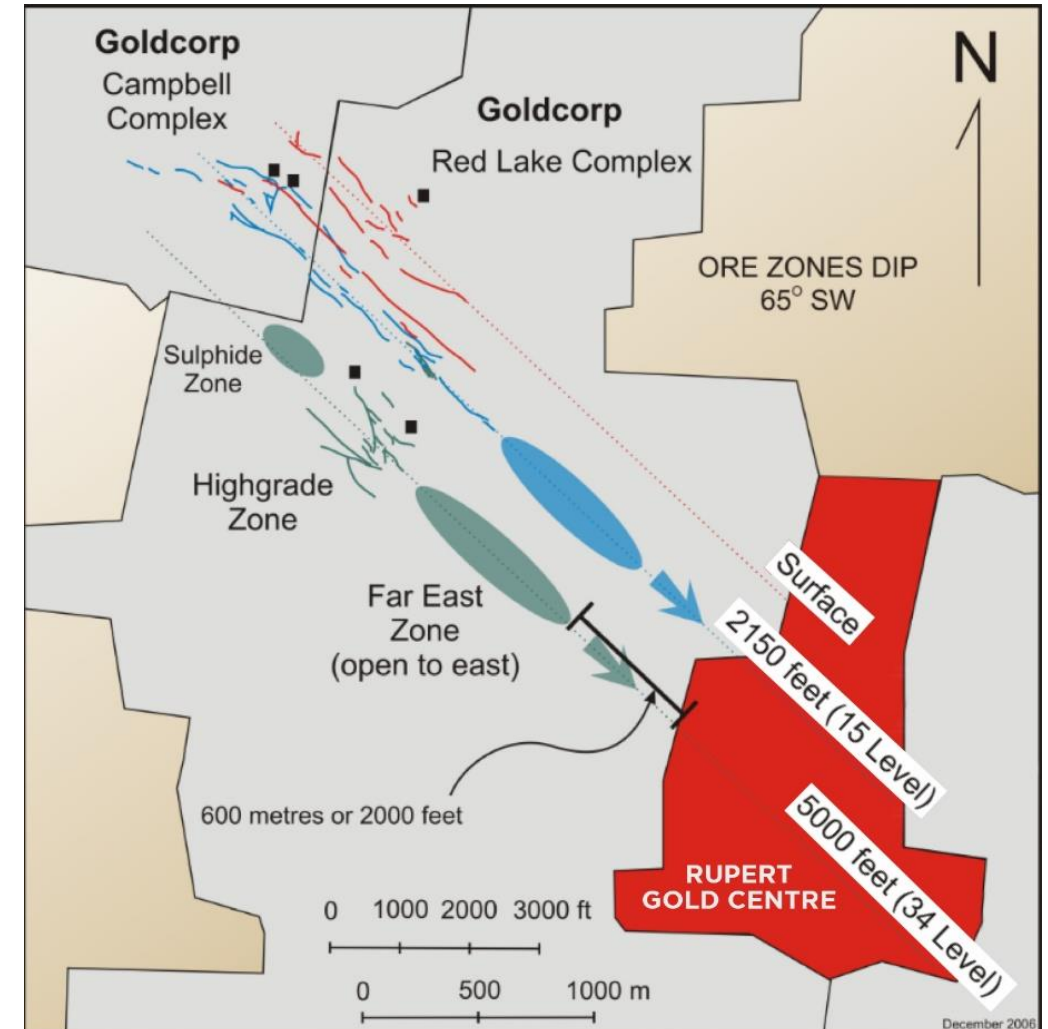 Goldcorp
Campbell
Complex
Goldcorp
Red Lake Complex
N
ORE ZONES DIP
65° SW
Sulphide
Zone
Highgrade
Zone
Far East
Zone
(open to east)
Surface
2150 feet (15 Level)
5000 feet (34 Level)
600 metres or 2000 feet
RUPERT
GOLD CENTRE
0 1000 2000 3000 ft
0 500 1000 m
December 2006